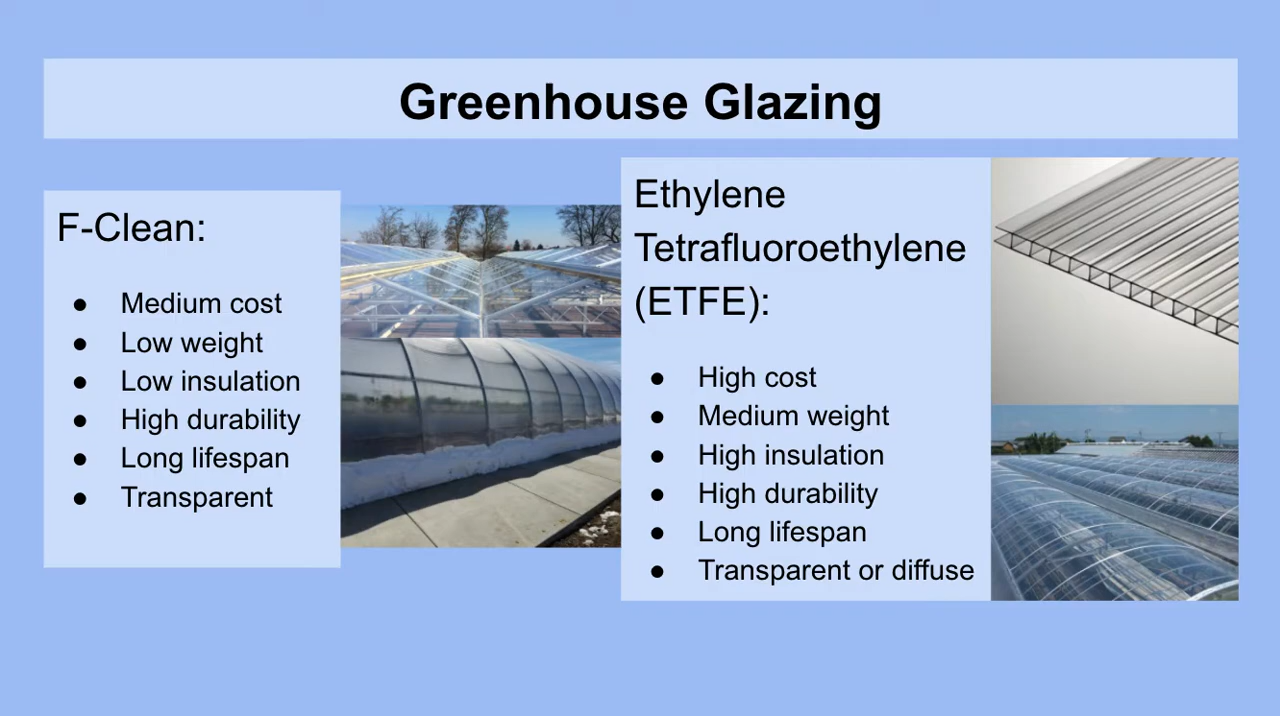 Greenhouse Glazing
F-Clean:
● Medium cost
● Low weight
● Low insulation
● High durability
● Long lifespan
● Transparent
Ethylene
Tetrafluoroethylene
(ETFE):
● High cost
● Medium weight
● High insulation
● High durability
● Long lifespan
● Transparent or diffuse